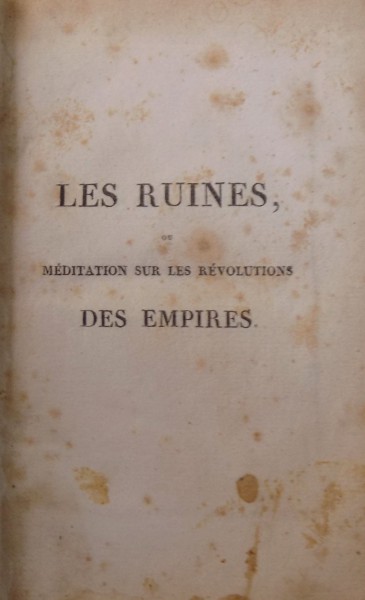 LES RUINES,
OU
MÉDITATION SUR LES RÉVOLUTIONS
DES EMPIRES.